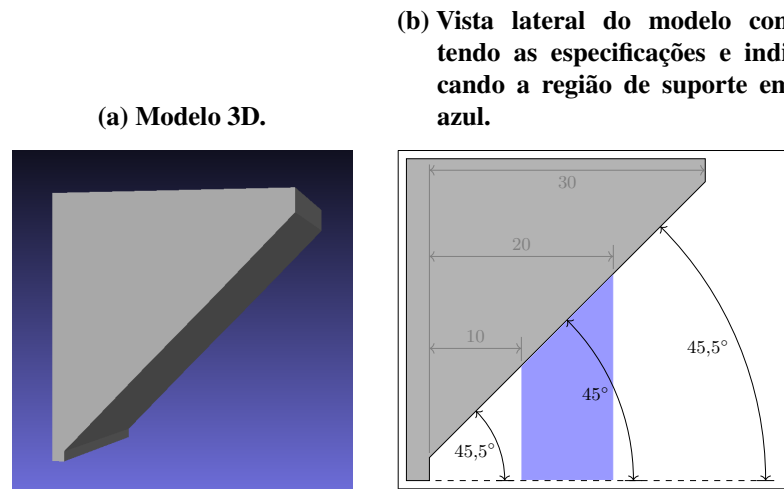 (a) Modelo 3D.
(b) Vista lateral do modelo con
tendo as especificações e indi
cando a região de suporte en
azul.
30
20
10
45,5°
45°
45,5°